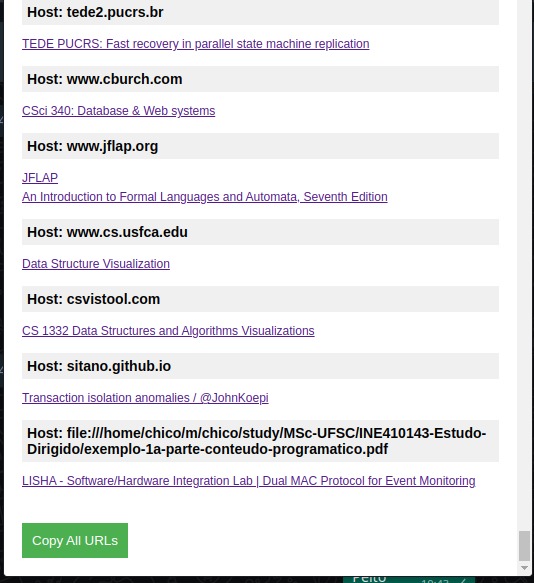 Host: tede2.pucrs.br
TEDE PUCRS: Fast recovery in parallel state machine replication
Host: www.cburch.com
CSci 340: Database & Web systems
Host: www.jflap.org
JFLAP
An Introduction to Formal Languages and Automata, Seventh Edition
Host: www.cs.usfca.edu
Data Structure Visualization
Host: csvistool.com
CS 1332 Data Structures and Algorithms Visualizations
Host: sitano.github.io
Transaction isolation anomalies / @JohnKoepi
Host: file:///home/chico/m/chico/study/MSc-UFSC/INE410143-Estudo-
Dirigido/exemplo-1a-parte-conteudo-programatico.pdf
LISHA - Software/Hardware Integration Lab | Dual MAC Protocol for Event Monitoring
Copy All URLs